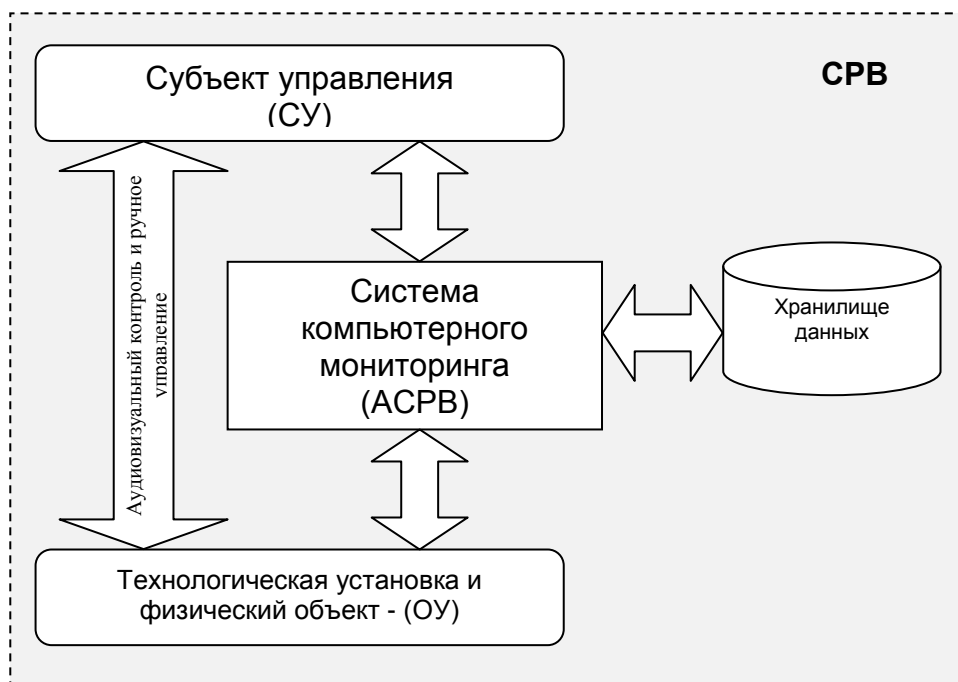 Субъект управления
(СУ)
СРВ
Аудиовизуальный контроль и ручное
управление
Система
компьютерного
мониторинга
(АСРВ)
Хранилище
данных
Технологическая установка и
физический объект - (ОУ)